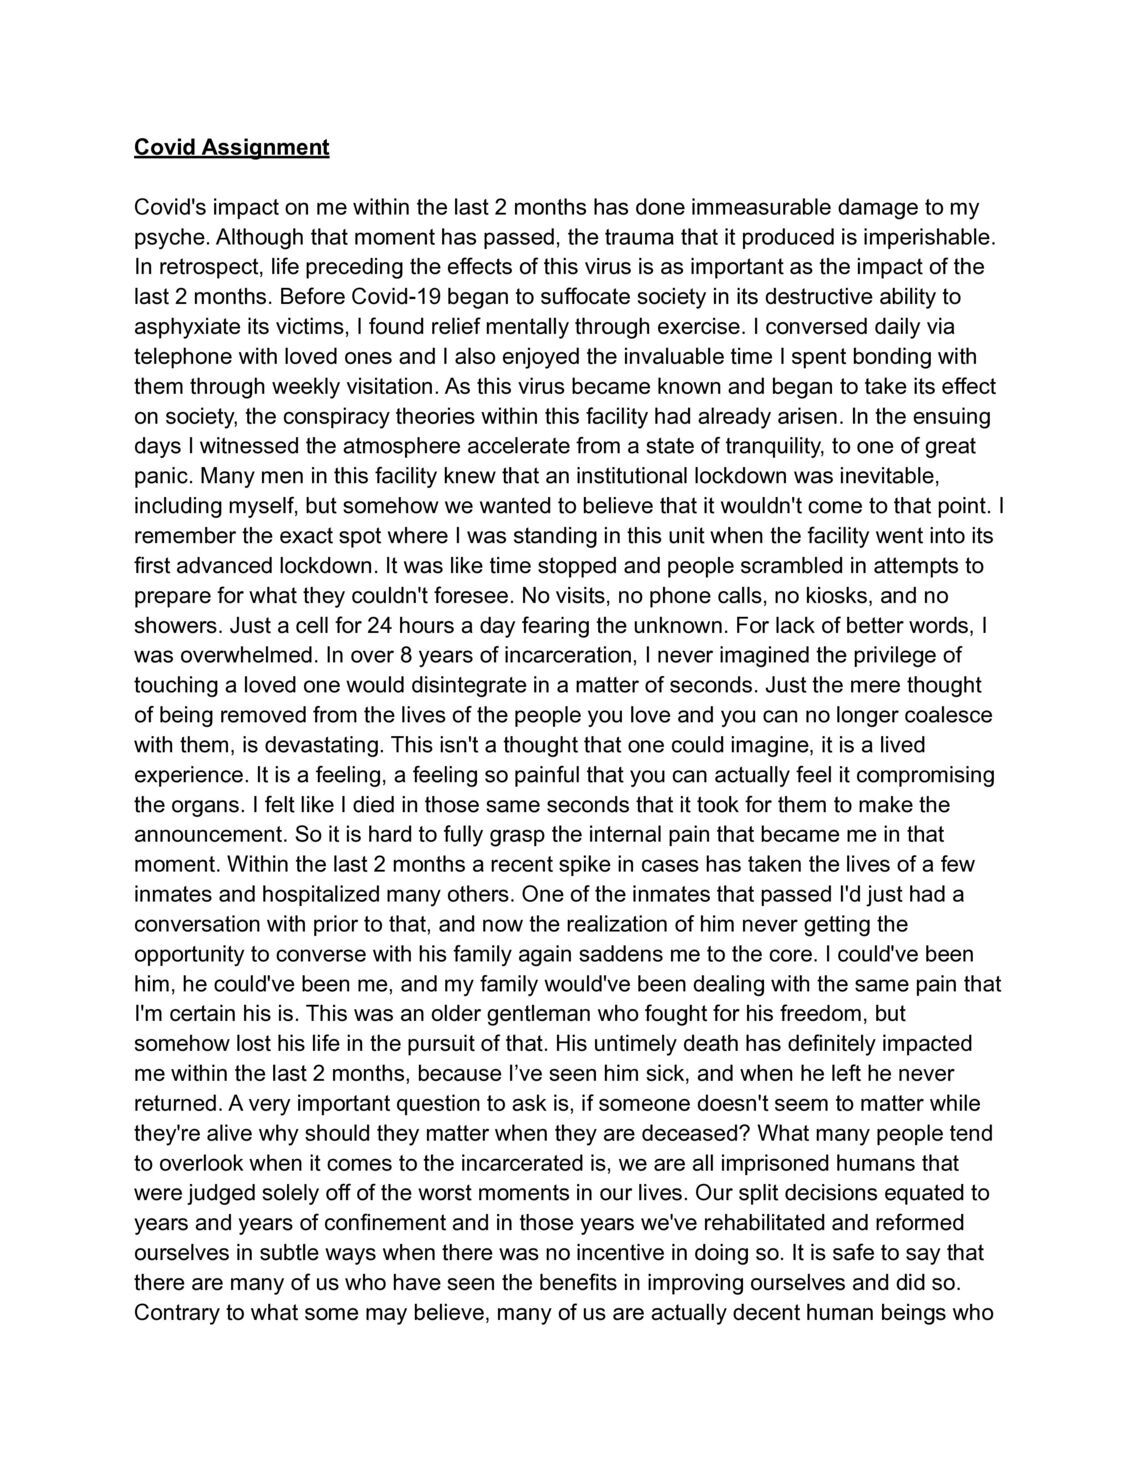 Covid Assignment
Covid's impact on me within the last 2 months has done immeasurable damage to my
psyche. Although that moment has passed, the trauma that it produced is imperishable.
In retrospect, life preceding the effects of this virus is as important as the impact of the
last 2 months. Before Covid-19 began to suffocate society in its destructive ability to
asphyxiate its victims, I found relief mentally through exercise. I conversed daily via
telephone with loved ones and I also enjoyed the invaluable time I spent bonding with
them through weekly visitation. As this virus became known and began to take its effect
on society, the conspiracy theories within this facility had already arisen. In the ensuing
days I witnessed the atmosphere accelerate from a state of tranquility, to one of great
panic. Many men in this facility knew that an institutional lockdown was inevitable,
including myself, but somehow we wanted to believe that it wouldn't come to that point. I
remember the exact spot where I was standing in this unit when the facility went into its
first advanced lockdown. It was like time stopped and people scrambled in attempts to
prepare for what they couldn't foresee. No visits, no phone calls, no kiosks, and no
showers. Just a cell for 24 hours a day fearing the unknown. For lack of better words, I
was overwhelmed. In over 8 years of incarceration, I never imagined the privilege of
touching a loved one would disintegrate in a matter of seconds. Just the mere thought
of being removed from the lives of the people you love and you can no longer coalesce
with them, is devastating. This isn't a thought that one could imagine, it is a lived
experience. It is a feeling, a feeling so painful that you can actually feel it compromising
the organs. I felt like I died in those same seconds that it took for them to make the
announcement. So it is hard to fully grasp the internal pain that became me in that
moment. Within the last 2 months a recent spike in cases has taken the lives of a few
inmates and hospitalized many others. One of the inmates that passed I'd just had a
conversation with prior to that, and now the realization of him never getting the
opportunity to converse with his family again saddens me to the core. I could've been
him, he could've been me, and my family would've been dealing with the same pain that
I'm certain his is. This was an older gentleman who fought for his freedom, but
somehow lost his life in the pursuit of that. His untimely death has definitely impacted
me within the last 2 months, because I’ve seen him sick, and when he left he never
returned. A very important question to ask is, if someone doesn't seem to matter while
they're alive why should they matter when they are deceased? What many people tend
to overlook when it comes to the incarcerated is, we are all imprisoned humans that
were judged solely off of the worst moments in our lives. Our split decisions equated to
years and years of confinement and in those years we've rehabilitated and reformed
ourselves in subtle ways when there was no incentive in doing so. It is safe to say that
there are many of us who have seen the benefits in improving ourselves and did so.
Contrary to what some may believe, many of us are actually decent human beings who